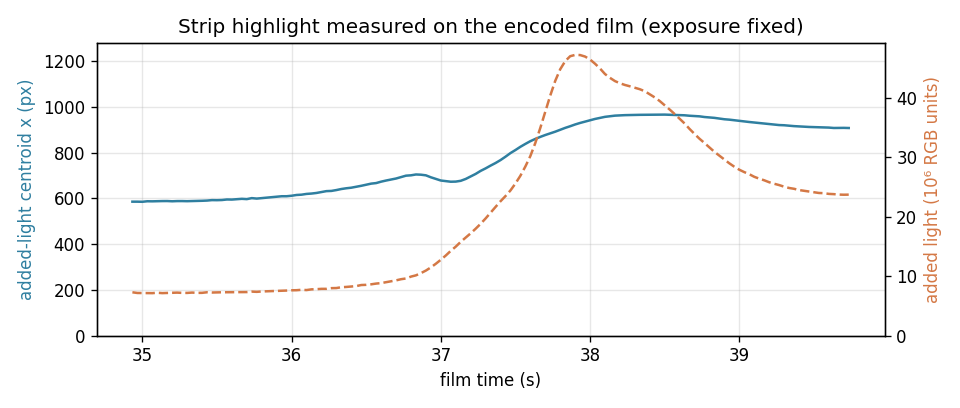 Strip highlight measured on the encoded film (exposure fixed)
added-light centroid x (px)
1200
1000
800
600
400
200
0
40
30
20
10
0
added light (10⁶ RGB units)
35 36 37 38 39
film time (s)